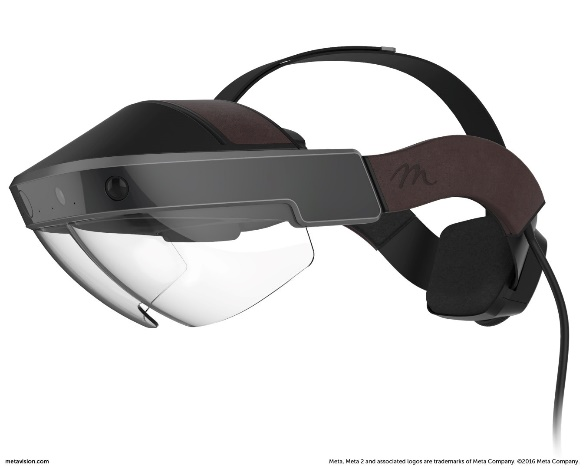 m
metavision.com
Meta, Meta 2 and associated logos are trademarks of Meta Company. ©2016 Meta Company.